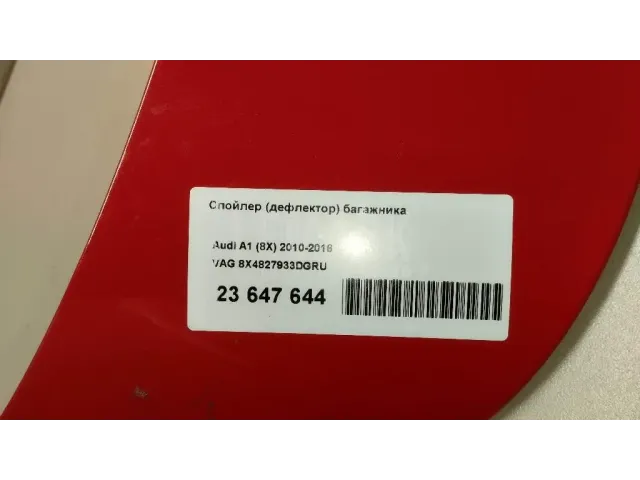 Спойлер (дефлектор) багажника
Audi A1 (8X) 2010-2018
VAG 8X4827933DGRU
23 647 644